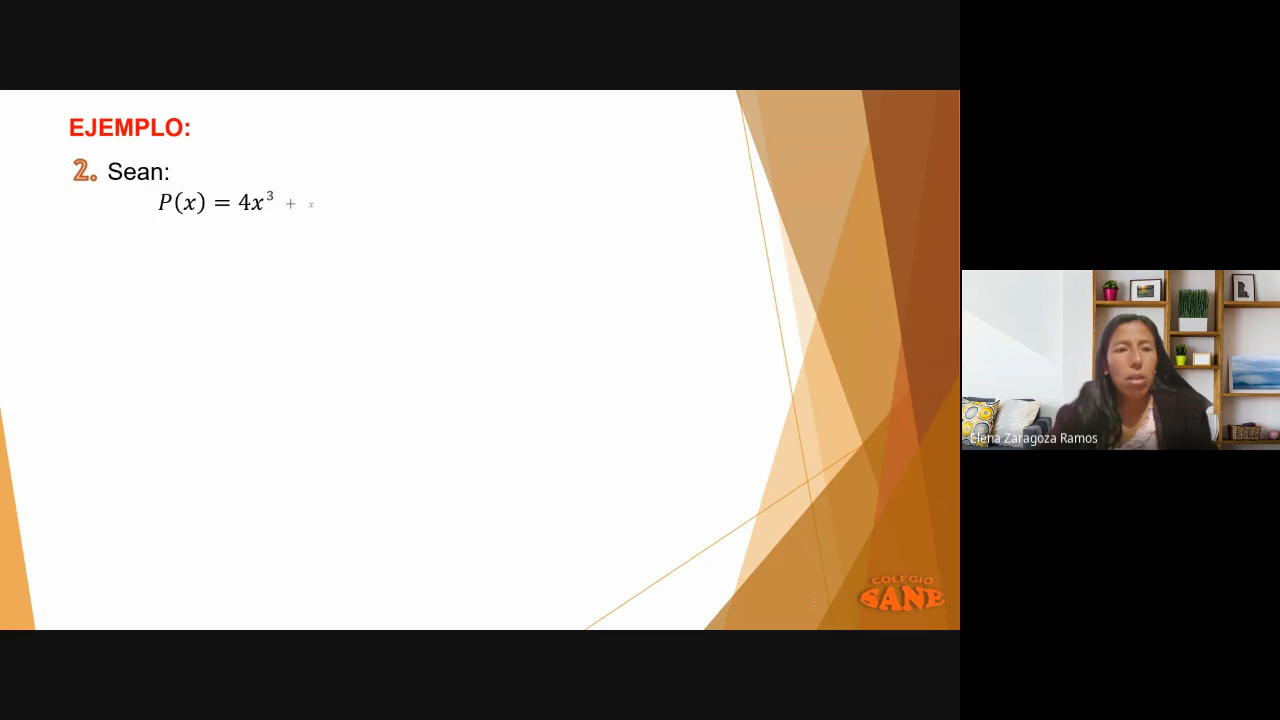 EJEMPLO:
2. Sean:
P(x) = 4x³ + x
COLEGIO
SANE
Elena Zaragoza Ramos